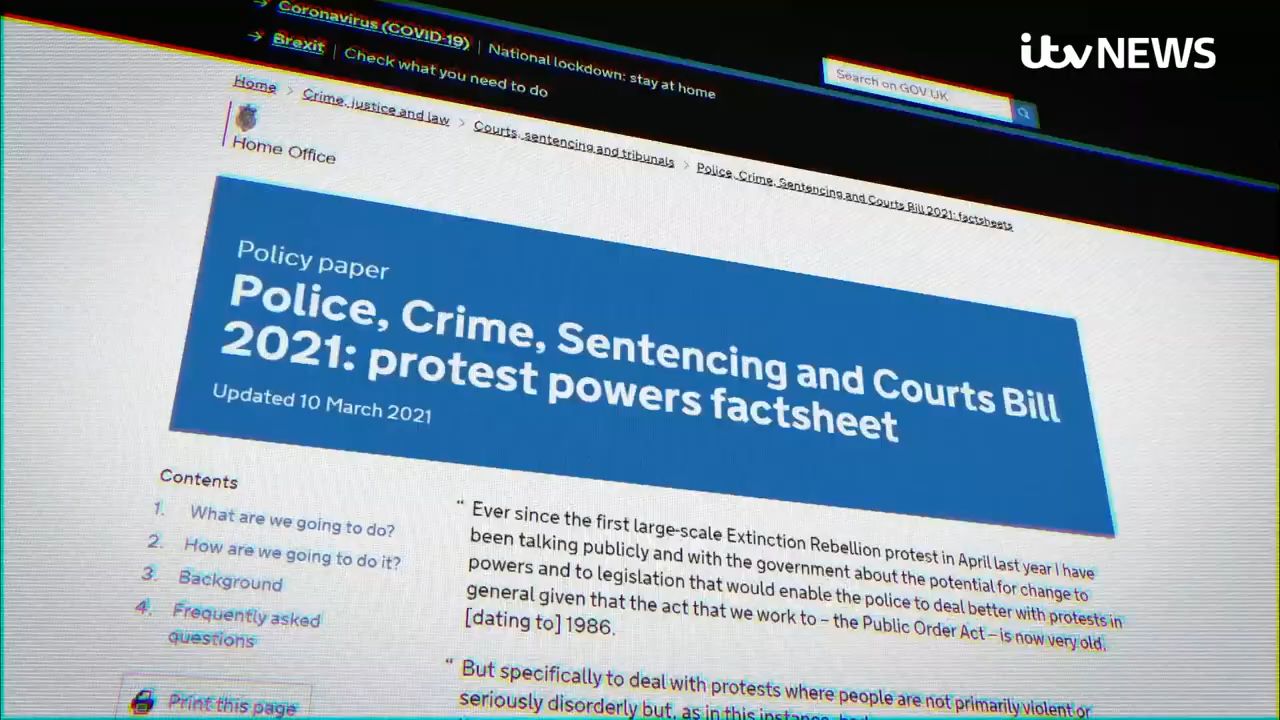 → Coronavirus (COVID-19) | National lockdown: stay at home
→ Brexit | Check what you need to do
Search on GOV.UK
itv NEWS
Home > Crime, justice and law > Courts, sentencing and tribunals > Police, Crime, Sentencing and Courts Bill 2021: factsheets
Home Office
Policy paper
Police, Crime, Sentencing and Courts Bill
2021: protest powers factsheet
Updated 10 March 2021
Contents
1. What are we going to do?
2. How are we going to do it?
3. Background
4. Frequently asked
questions
Print this page
“ Ever since the first large-scale Extinction Rebellion protest in April last year I have
been talking publicly and with the government about the potential for change to
powers and to legislation that would enable the police to deal better with protests in
general given that the act that we work to – the Public Order Act – is now very old,
[dating to] 1986.
“ But specifically to deal with protests where people are not primarily violent or
seriously disorderly but, as in this instance,